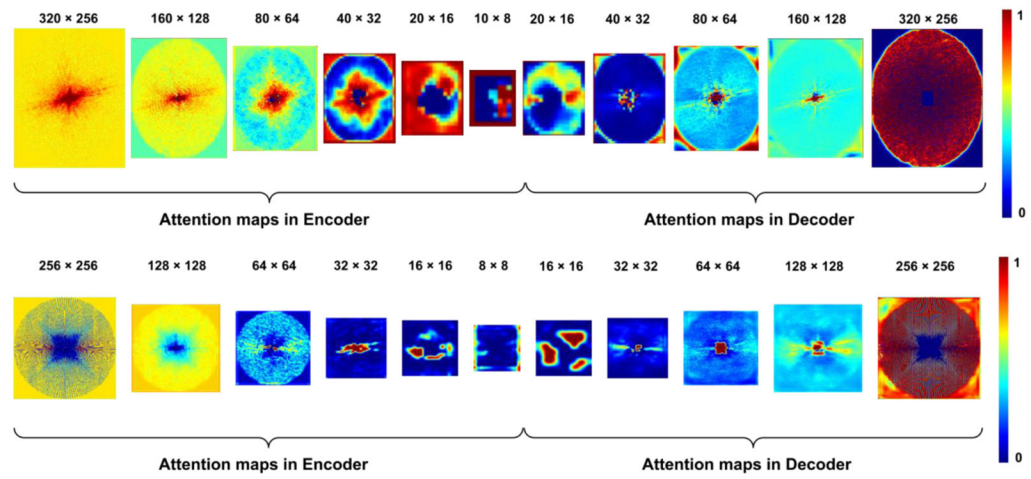 320 × 256 160 × 128 80 × 64 40 × 32 20 × 16 10 × 8 20 × 16 40 × 32 80 × 64 160 × 128 320 × 256 1
0
Attention maps in Encoder Attention maps in Decoder
256 × 256 128 × 128 64 × 64 32 × 32 16 × 16 8 × 8 16 × 16 32 × 32 64 × 64 128 × 128 256 × 256 1
0
Attention maps in Encoder Attention maps in Decoder